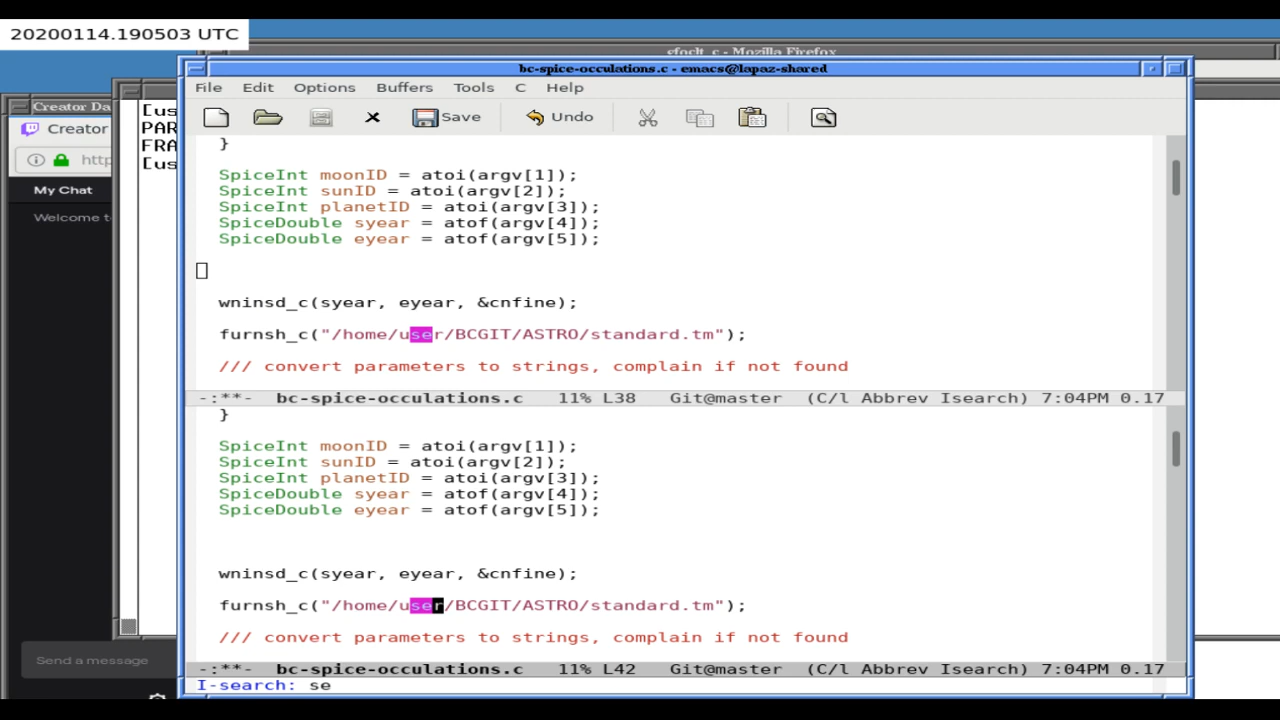 20200114.190503 UTC
sfoclt_c - Mozilla Firefox
bc-spice-occulations.c - emacs@lapaz-shared
File Edit Options Buffers Tools C Help
Creator Da
[us
PAR
FRA
[us
Creator
http
My Chat
Welcome to
Send a message
Save Undo
}
SpiceInt moonID = atoi(argv[1]);
SpiceInt sunID = atoi(argv[2]);
SpiceInt planetID = atoi(argv[3]);
SpiceDouble syear = atof(argv[4]);
SpiceDouble eyear = atof(argv[5]);
wninsd_c(syear, eyear, &cnfine);
furnsh_c("/home/user/BCGIT/ASTRO/standard.tm");
/// convert parameters to strings, complain if not found
-:**- bc-spice-occulations.c 11% L38 Git@master (C/l Abbrev Isearch) 7:04PM 0.17
}
SpiceInt moonID = atoi(argv[1]);
SpiceInt sunID = atoi(argv[2]);
SpiceInt planetID = atoi(argv[3]);
SpiceDouble syear = atof(argv[4]);
SpiceDouble eyear = atof(argv[5]);
wninsd_c(syear, eyear, &cnfine);
furnsh_c("/home/user/BCGIT/ASTRO/standard.tm");
/// convert parameters to strings, complain if not found
-:**- bc-spice-occulations.c 11% L42 Git@master (C/l Abbrev Isearch) 7:04PM 0.17
I-search: se